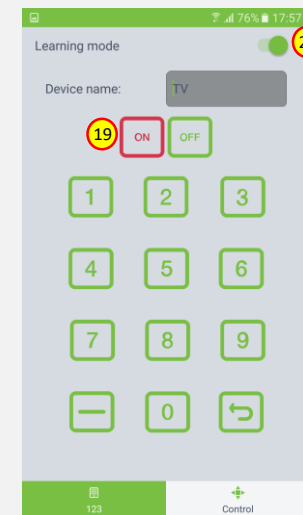 76% 17:57
Learning mode
2
Device name: TV
19 ON OFF
1 2 3
4 5 6
7 8 9
0
123 Control